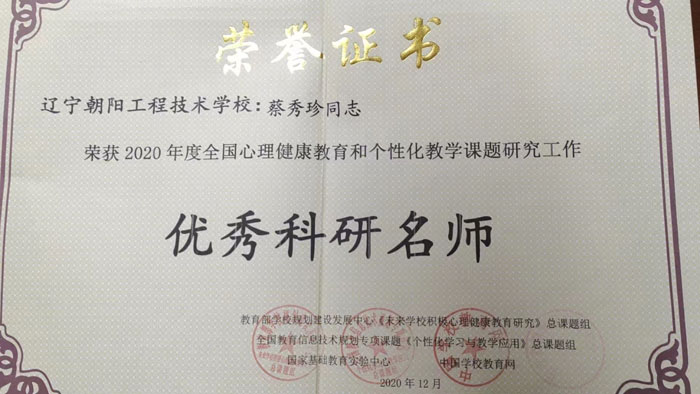 荣誉证书
辽宁朝阳工程技术学校：蔡秀珍同志
荣获2020年度全国心理健康教育和个性化教学课题研究工作
优秀科研名师
教育部学校规划建设发展中心《未来学校积极心理健康教育研究》总课题组
全国教育信息技术规划专项课题《个性化学习与教学应用》总课题组
国家基础教育实验中心 中国学校教育网
2020年12月